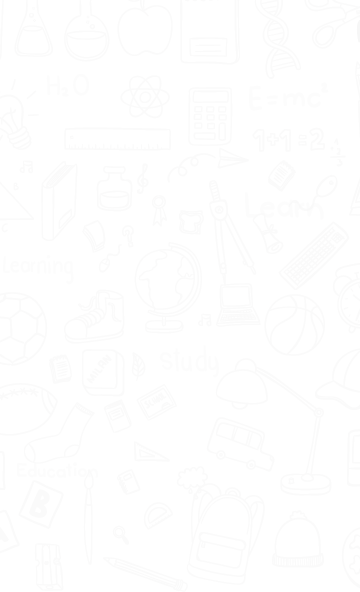 H₂O
E=mc²
1+1=2
Learn
learning
Study
Education
B